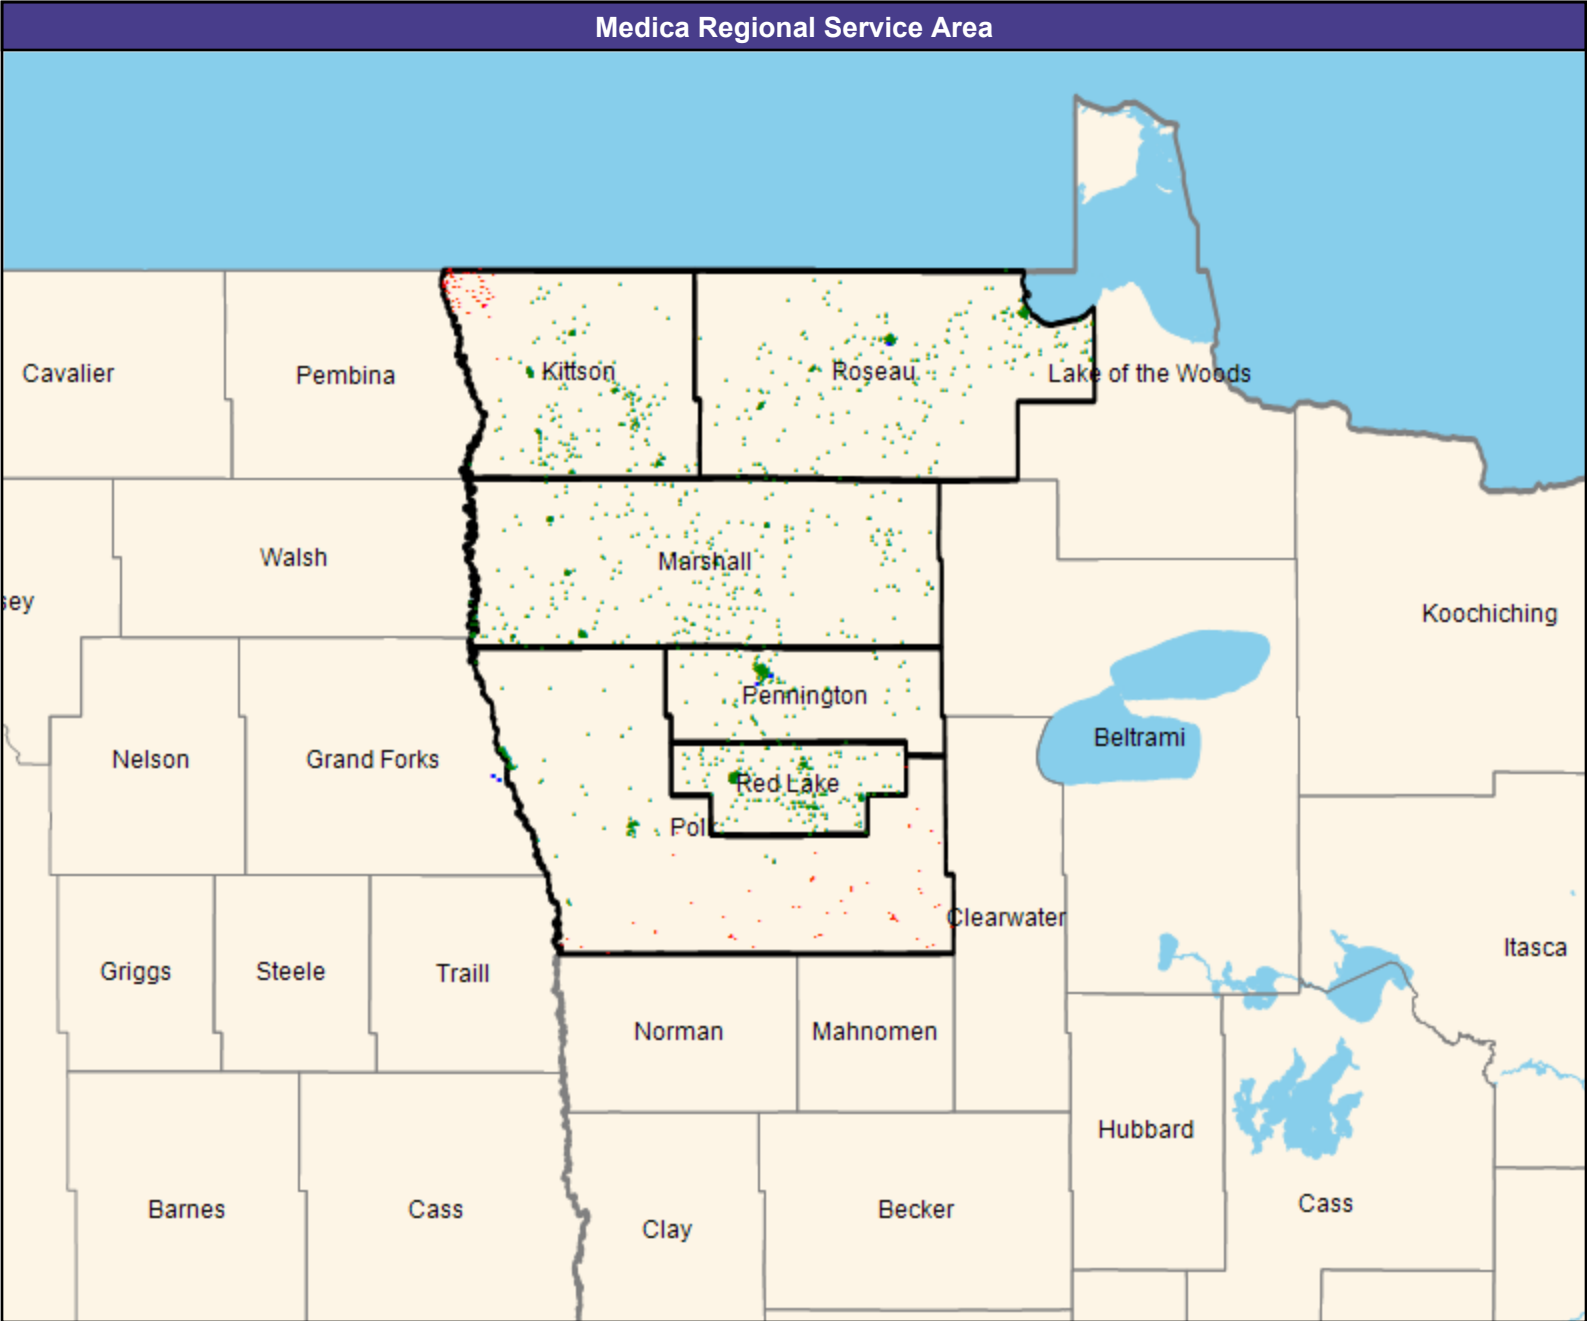 Medica Regional Service Area
Cavalier
Pembina
Kittson
Roseau
Lake of the Woods
Walsh
Marshall
sey
Koochiching
Pennington
Nelson
Grand Forks
Beltrami
Red Lake
Pol
Clearwater
Griggs
Steele
Traill
Itasca
Norman
Mahnomen
Hubbard
Barnes
Cass
Clay
Becker
Cass